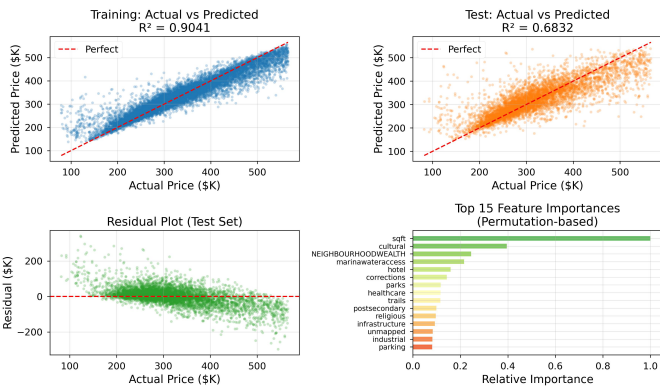 Training: Actual vs Predicted
R² = 0.9041
Perfect
Predicted Price ($K)
500
400
300
200
100
100 200 300 400 500
Actual Price ($K)
Test: Actual vs Predicted
R² = 0.6832
Perfect
Predicted Price ($K)
500
400
300
200
100
100 200 300 400 500
Actual Price ($K)
Residual Plot (Test Set)
Residual ($K)
200
0
−200
100 200 300 400 500
Actual Price ($K)
Top 15 Feature Importances
(Permutation-based)
sqft
cultural
NEIGHBOURHOODWEALTH
marinawateraccess
hotel
corrections
parks
healthcare
trails
postsecondary
religious
infrastructure
unmapped
industrial
parking
0.0 0.2 0.4 0.6 0.8 1.0
Relative Importance